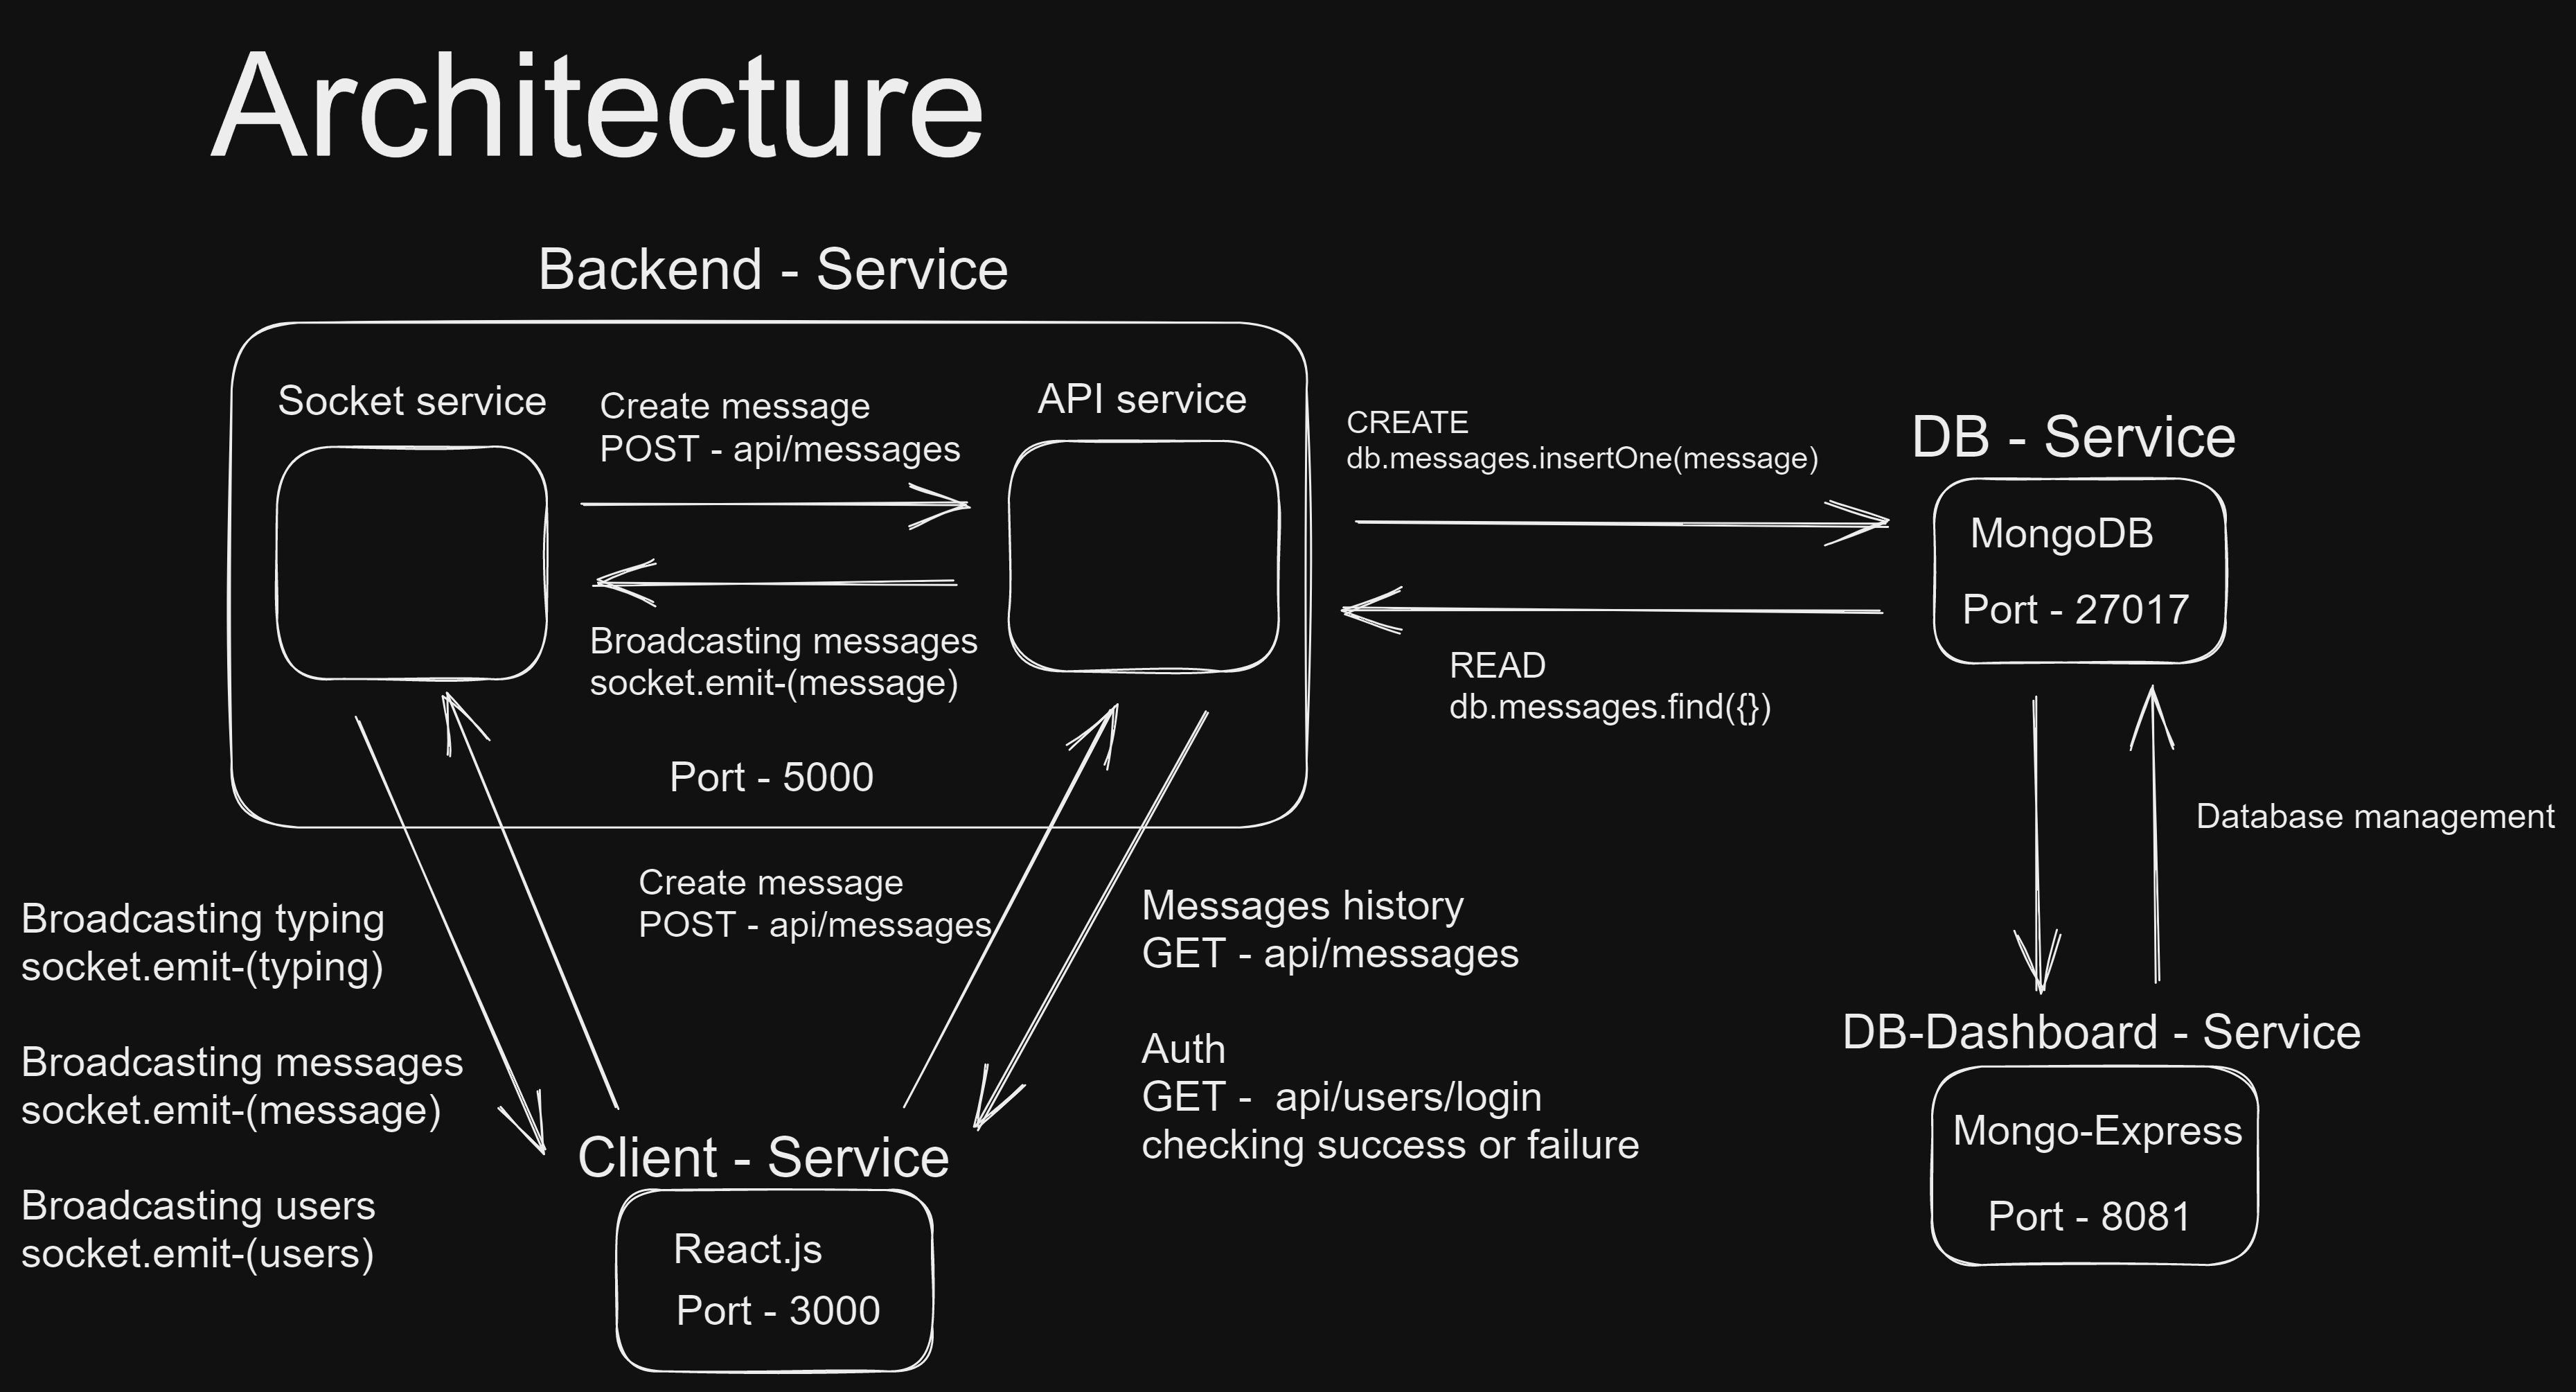 Architecture
Backend - Service
Socket service
Create message
POST - api/messages
API service
Broadcasting messages
socket.emit-(message)
Port - 5000
CREATE
db.messages.insertOne(message)
READ
db.messages.find({})
DB - Service
MongoDB
Port - 27017
Database management
DB-Dashboard - Service
Mongo-Express
Port - 8081
Broadcasting typing
socket.emit-(typing)
Broadcasting messages
socket.emit-(message)
Broadcasting users
socket.emit-(users)
Create message
POST - api/messages
Messages history
GET - api/messages
Auth
GET -  api/users/login
checking success or failure
Client - Service
React.js
Port - 3000